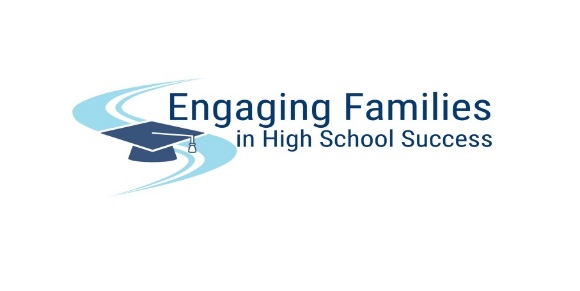 Engaging Families
in High School Success